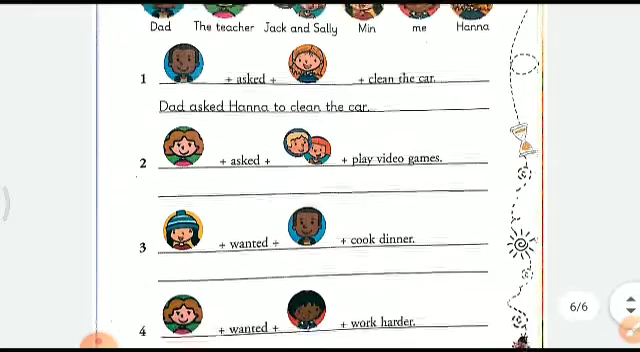 Dad The teacher Jack and Sally Min me Hanna
1 + asked + + clean the car.
Dad asked Hanna to clean the car.
2 + asked + + play video games.
3 + wanted + + cook dinner.
6/6
4 + wanted + + work harder.